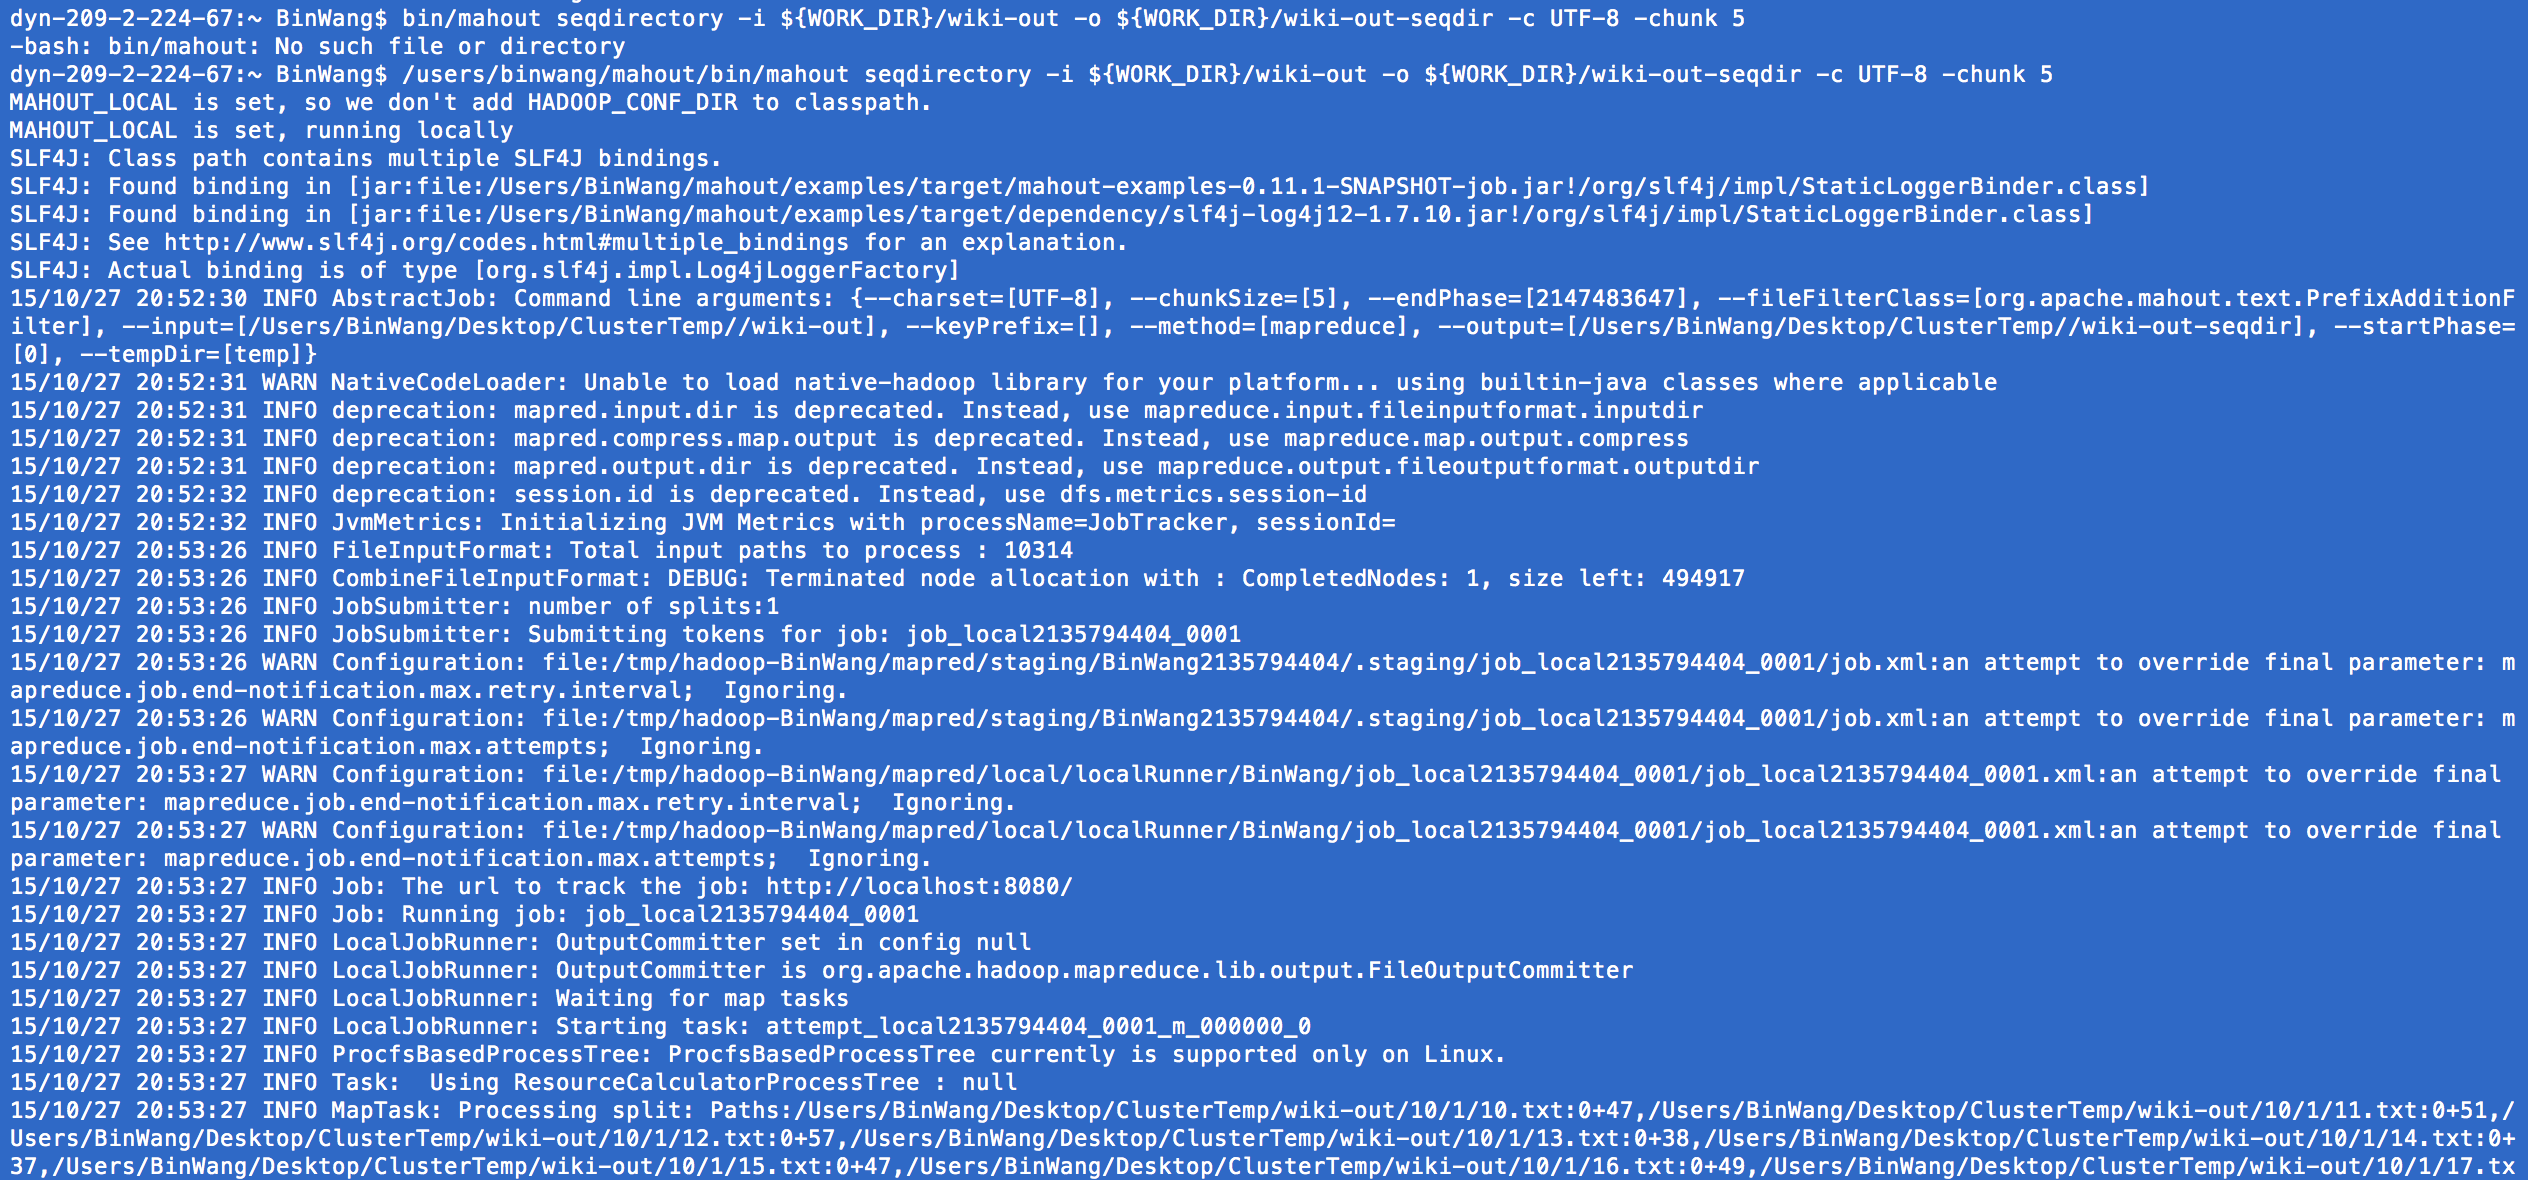 dyn-209-2-224-67:~ BinWang$ bin/mahout seqdirectory -i ${WORK_DIR}/wiki-out -o ${WORK_DIR}/wiki-out-seqdir -c UTF-8 -chunk 5
-bash: bin/mahout: No such file or directory
dyn-209-2-224-67:~ BinWang$ /users/binwang/mahout/bin/mahout seqdirectory -i ${WORK_DIR}/wiki-out -o ${WORK_DIR}/wiki-out-seqdir -c UTF-8 -chunk 5
MAHOUT_LOCAL is set, so we don't add HADOOP_CONF_DIR to classpath.
MAHOUT_LOCAL is set, running locally
SLF4J: Class path contains multiple SLF4J bindings.
SLF4J: Found binding in [jar:file:/Users/BinWang/mahout/examples/target/mahout-examples-0.11.1-SNAPSHOT-job.jar!/org/slf4j/impl/StaticLoggerBinder.class]
SLF4J: Found binding in [jar:file:/Users/BinWang/mahout/examples/target/dependency/slf4j-log4j12-1.7.10.jar!/org/slf4j/impl/StaticLoggerBinder.class]
SLF4J: See http://www.slf4j.org/codes.html#multiple_bindings for an explanation.
SLF4J: Actual binding is of type [org.slf4j.impl.Log4jLoggerFactory]
15/10/27 20:52:30 INFO AbstractJob: Command line arguments: {--charset=[UTF-8], --chunkSize=[5], --endPhase=[2147483647], --fileFilterClass=[org.apache.mahout.text.PrefixAdditionF
ilter], --input=[/Users/BinWang/Desktop/ClusterTemp//wiki-out], --keyPrefix=[], --method=[mapreduce], --output=[/Users/BinWang/Desktop/ClusterTemp//wiki-out-seqdir], --startPhase=
[0], --tempDir=[temp]}
15/10/27 20:52:31 WARN NativeCodeLoader: Unable to load native-hadoop library for your platform... using builtin-java classes where applicable
15/10/27 20:52:31 INFO deprecation: mapred.input.dir is deprecated. Instead, use mapreduce.input.fileinputformat.inputdir
15/10/27 20:52:31 INFO deprecation: mapred.compress.map.output is deprecated. Instead, use mapreduce.map.output.compress
15/10/27 20:52:31 INFO deprecation: mapred.output.dir is deprecated. Instead, use mapreduce.output.fileoutputformat.outputdir
15/10/27 20:52:32 INFO deprecation: session.id is deprecated. Instead, use dfs.metrics.session-id
15/10/27 20:52:32 INFO JvmMetrics: Initializing JVM Metrics with processName=JobTracker, sessionId=
15/10/27 20:53:26 INFO FileInputFormat: Total input paths to process : 10314
15/10/27 20:53:26 INFO CombineFileInputFormat: DEBUG: Terminated node allocation with : CompletedNodes: 1, size left: 494917
15/10/27 20:53:26 INFO JobSubmitter: number of splits:1
15/10/27 20:53:26 INFO JobSubmitter: Submitting tokens for job: job_local2135794404_0001
15/10/27 20:53:26 WARN Configuration: file:/tmp/hadoop-BinWang/mapred/staging/BinWang2135794404/.staging/job_local2135794404_0001/job.xml:an attempt to override final parameter: m
apreduce.job.end-notification.max.retry.interval;  Ignoring.
15/10/27 20:53:26 WARN Configuration: file:/tmp/hadoop-BinWang/mapred/staging/BinWang2135794404/.staging/job_local2135794404_0001/job.xml:an attempt to override final parameter: m
apreduce.job.end-notification.max.attempts;  Ignoring.
15/10/27 20:53:27 WARN Configuration: file:/tmp/hadoop-BinWang/mapred/local/localRunner/BinWang/job_local2135794404_0001/job_local2135794404_0001.xml:an attempt to override final
parameter: mapreduce.job.end-notification.max.retry.interval;  Ignoring.
15/10/27 20:53:27 WARN Configuration: file:/tmp/hadoop-BinWang/mapred/local/localRunner/BinWang/job_local2135794404_0001/job_local2135794404_0001.xml:an attempt to override final
parameter: mapreduce.job.end-notification.max.attempts;  Ignoring.
15/10/27 20:53:27 INFO Job: The url to track the job: http://localhost:8080/
15/10/27 20:53:27 INFO Job: Running job: job_local2135794404_0001
15/10/27 20:53:27 INFO LocalJobRunner: OutputCommitter set in config null
15/10/27 20:53:27 INFO LocalJobRunner: OutputCommitter is org.apache.hadoop.mapreduce.lib.output.FileOutputCommitter
15/10/27 20:53:27 INFO LocalJobRunner: Waiting for map tasks
15/10/27 20:53:27 INFO LocalJobRunner: Starting task: attempt_local2135794404_0001_m_000000_0
15/10/27 20:53:27 INFO ProcfsBasedProcessTree: ProcfsBasedProcessTree currently is supported only on Linux.
15/10/27 20:53:27 INFO Task:  Using ResourceCalculatorProcessTree : null
15/10/27 20:53:27 INFO MapTask: Processing split: Paths:/Users/BinWang/Desktop/ClusterTemp/wiki-out/10/1/10.txt:0+47,/Users/BinWang/Desktop/ClusterTemp/wiki-out/10/1/11.txt:0+51,/
Users/BinWang/Desktop/ClusterTemp/wiki-out/10/1/12.txt:0+57,/Users/BinWang/Desktop/ClusterTemp/wiki-out/10/1/13.txt:0+38,/Users/BinWang/Desktop/ClusterTemp/wiki-out/10/1/14.txt:0+
37,/Users/BinWang/Desktop/ClusterTemp/wiki-out/10/1/15.txt:0+47,/Users/BinWang/Desktop/ClusterTemp/wiki-out/10/1/16.txt:0+49,/Users/BinWang/Desktop/ClusterTemp/wiki-out/10/1/17.tx